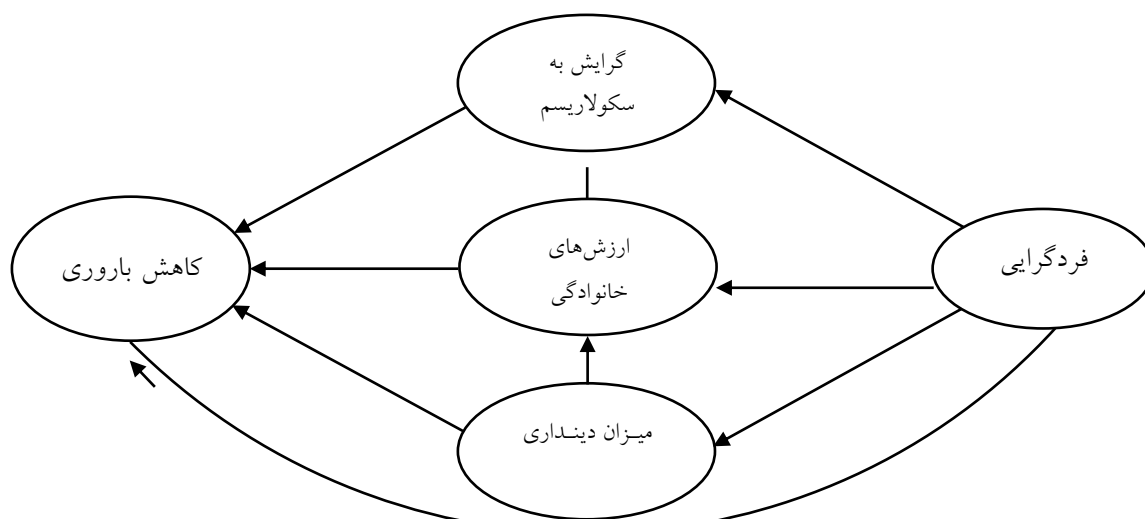 گرایش به
سکولاریسم
فردگرایی
ارزش‌های
خانوادگی
کاهش باروری
میزان دینداری